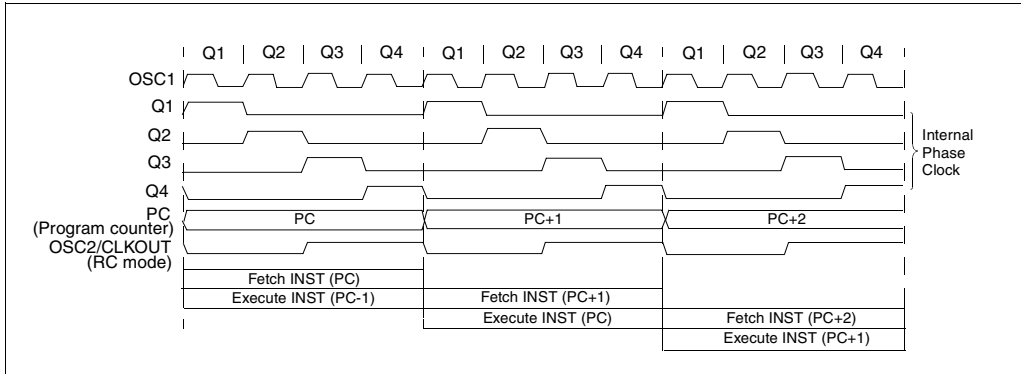 Q1 Q2 Q3 Q4 Q1 Q2 Q3 Q4 Q1 Q2 Q3 Q4
OSC1
Q1
Q2
Q3
Q4
Internal
Phase
Clock
PC
(Program counter)
PC PC+1 PC+2
OSC2/CLKOUT
(RC mode)
Fetch INST (PC)
Execute INST (PC-1) Fetch INST (PC+1)
Execute INST (PC) Fetch INST (PC+2)
Execute INST (PC+1)